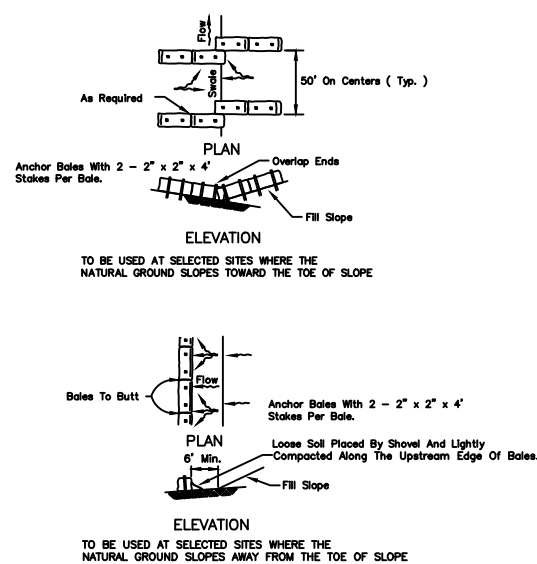 Flow
Swale
50' On Centers ( Typ. )
As Required
PLAN
Anchor Bales With 2 - 2" x 2" x 4'
Stakes Per Bale.
Overlap Ends
Fill Slope
ELEVATION
TO BE USED AT SELECTED SITES WHERE THE
NATURAL GROUND SLOPES TOWARD THE TOE OF SLOPE
Flow
Bales To Butt
Anchor Bales With 2 - 2" x 2" x 4'
Stakes Per Bale.
PLAN
6' Min.
Loose Soil Placed By Shovel And Lightly
Compacted Along The Upstream Edge Of Bales.
Fill Slope
ELEVATION
TO BE USED AT SELECTED SITES WHERE THE
NATURAL GROUND SLOPES AWAY FROM THE TOE OF SLOPE